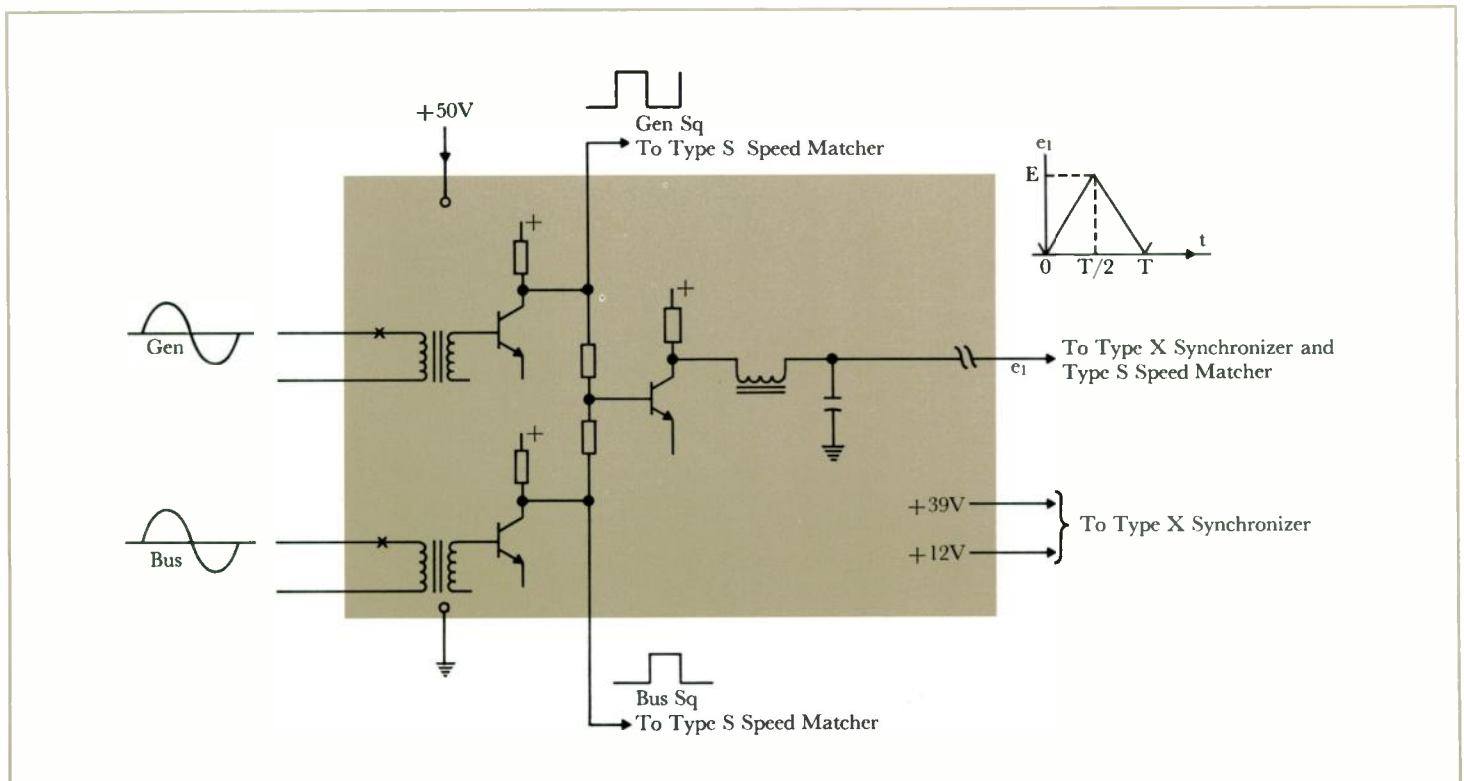 +50V
Gen Sq
To Type S Speed Matcher
e1
E
0 T/2 T
t
+
+
Gen
To Type X Synchronizer and
Type S Speed Matcher
e1
+
+39V
+12V
To Type X Synchronizer
Bus
Bus Sq
To Type S Speed Matcher